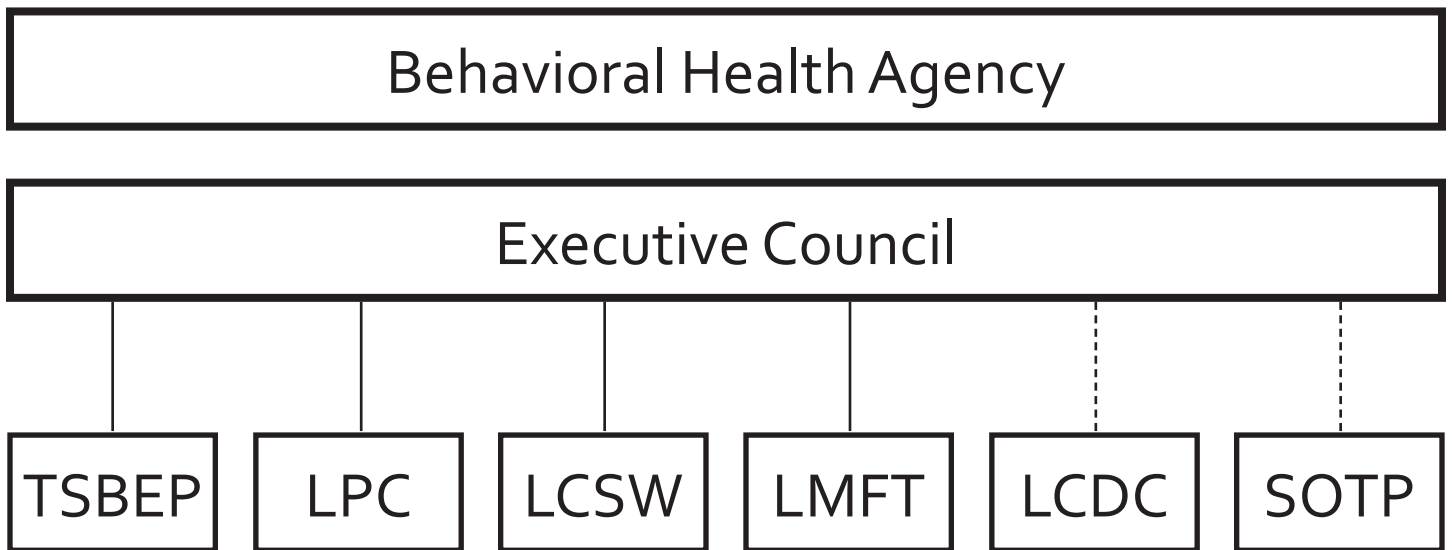 Behavioral Health Agency
Executive Council
TSBEP
LPC
LCSW
LMFT
LCDC
SOTP